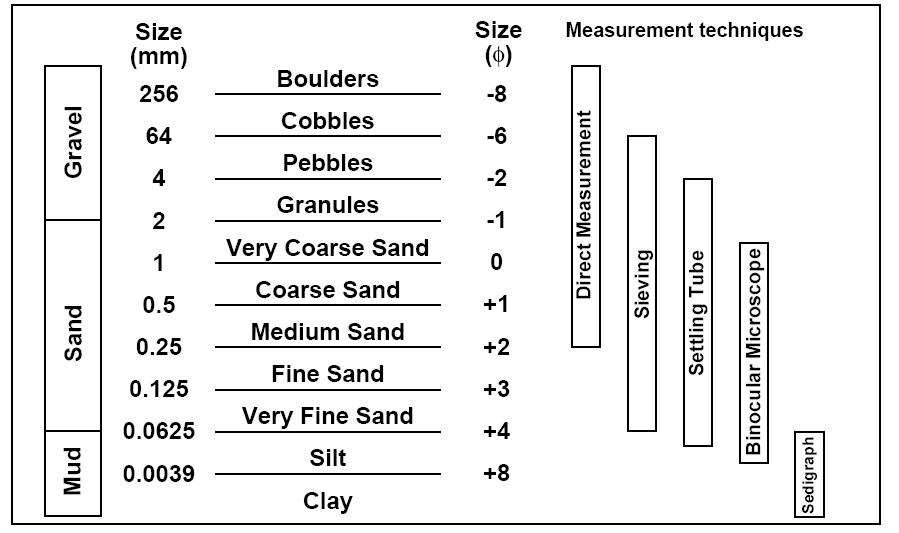 Size
(mm)
Size
(ϕ)
Measurement techniques
Gravel
Sand
Mud
Boulders
256
-8
Cobbles
64
-6
Pebbles
4
-2
Granules
2
-1
Very Coarse Sand
1
0
Coarse Sand
0.5
+1
Medium Sand
0.25
+2
Fine Sand
0.125
+3
Very Fine Sand
0.0625
+4
Silt
0.0039
+8
Clay
Direct Measurement
Sieving
Settling Tube
Binocular Microscope
Sedigraph